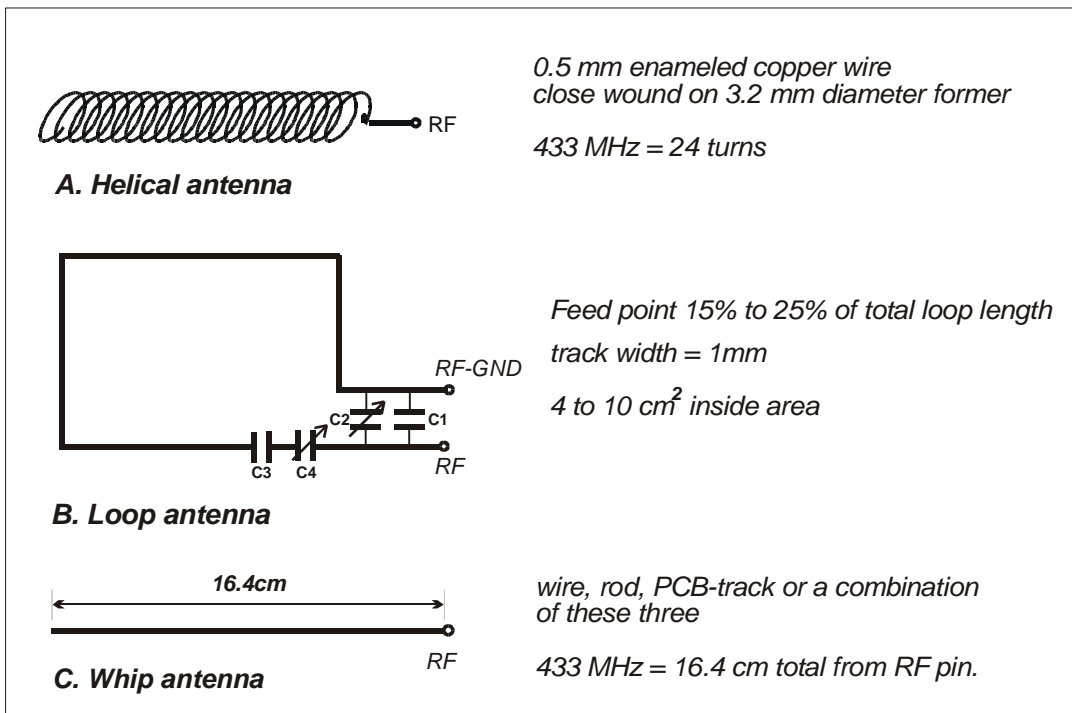 0.5 mm enameled copper wire
close wound on 3.2 mm diameter former
RF
433 MHz = 24 turns
A. Helical antenna
Feed point 15% to 25% of total loop length
track width = 1mm
RF-GND
4 to 10 cm² inside area
C2
C1
C3
C4
RF
B. Loop antenna
16.4cm
wire, rod, PCB-track or a combination
of these three
RF
C. Whip antenna
433 MHz = 16.4 cm total from RF pin.